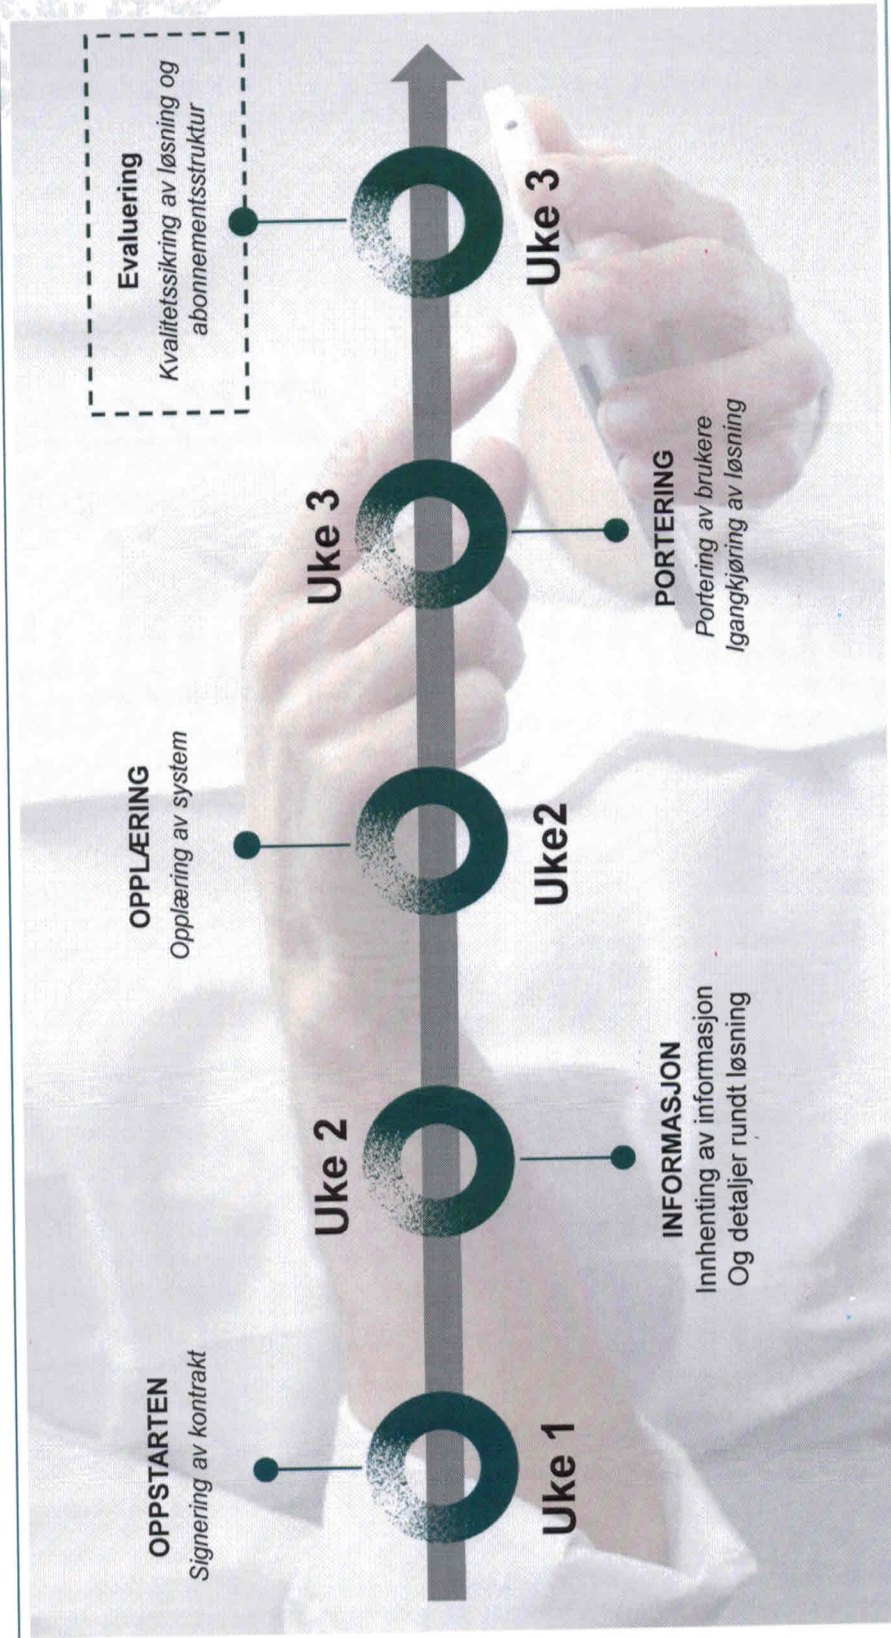 OPPSTARTEN
Signering av kontrakt
Uke 1
Uke 2
INFORMASJON
Innhenting av informasjon
Og detaljer rundt løsning
OPPLÆRING
Opplæring av system
Uke2
Uke 3
PORTERING
Portering av brukere
Igangkjøring av løsning
Evaluering
Kvalitetssikring av løsning og
abonnementsstruktur
Uke 3